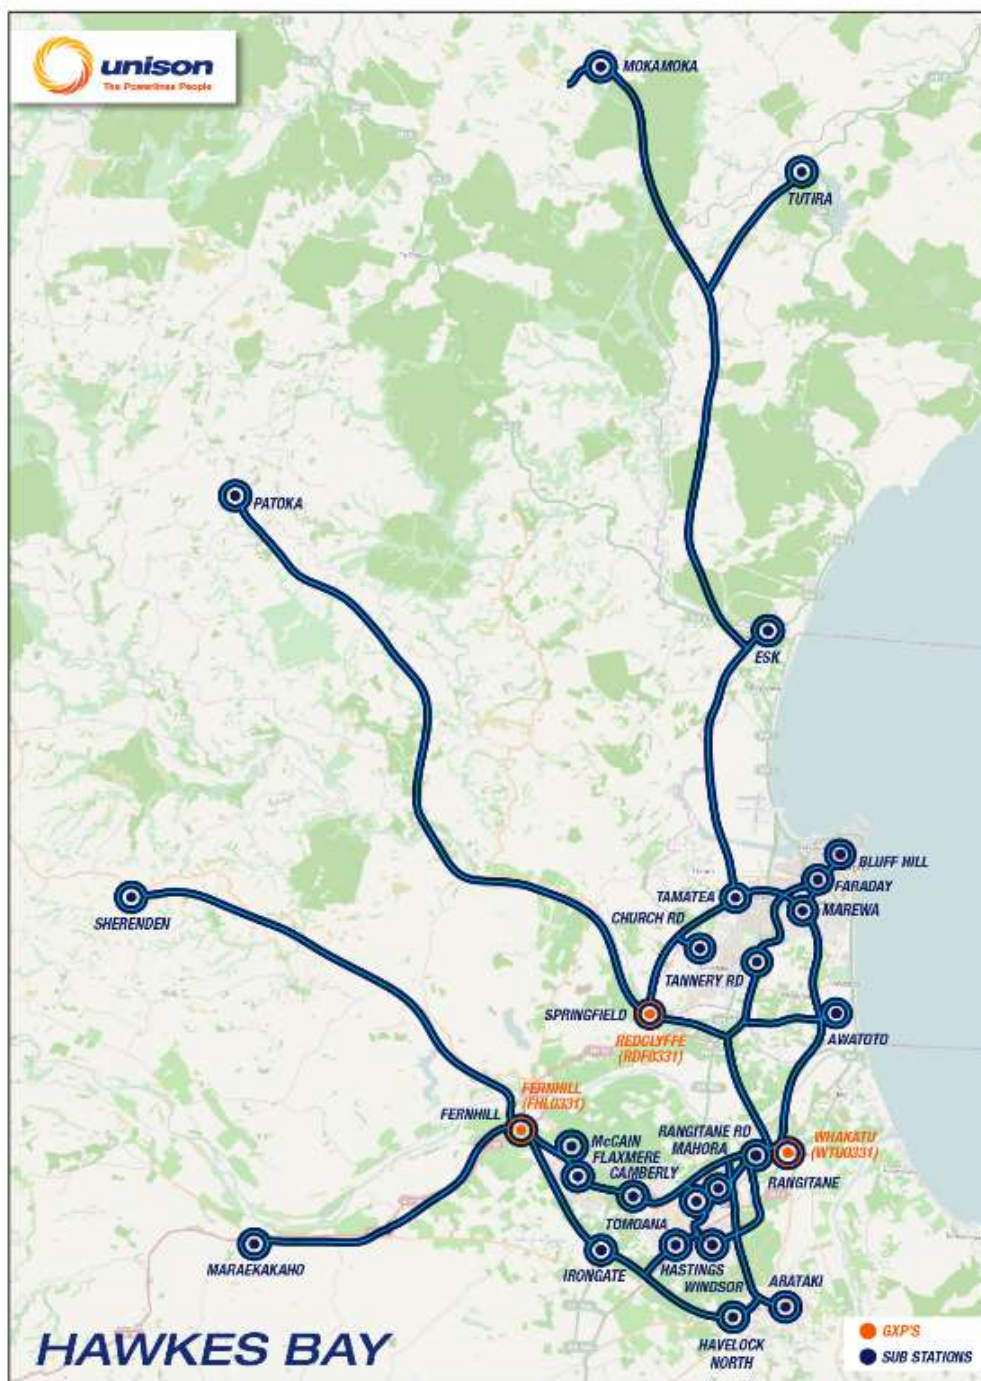 unison
The Powerlines People
MOKAMOKA
TUTIRA
PATOKA
ESK
BLUFF HILL
FARADAY
TAMATEA
MAREWA
CHURCH RD
SHERENDEN
TANNERY RD
SPRINGFIELD
AWATOTO
REDCLYFFE
(RDF0331)
FERNHILL
(FHL0331)
FERNHILL
RANGITANE RD
MAHORA
WHAKATU
(WTU0331)
McCAIN
FLAXMERE
CAMBERLY
RANGITANE
TOMOANA
MARAEKAKAHO
IRONGATE
HASTINGS
WINDSOR
ARATAKI
HAVELOCK
NORTH
HAWKES BAY
GXP'S
SUB STATIONS